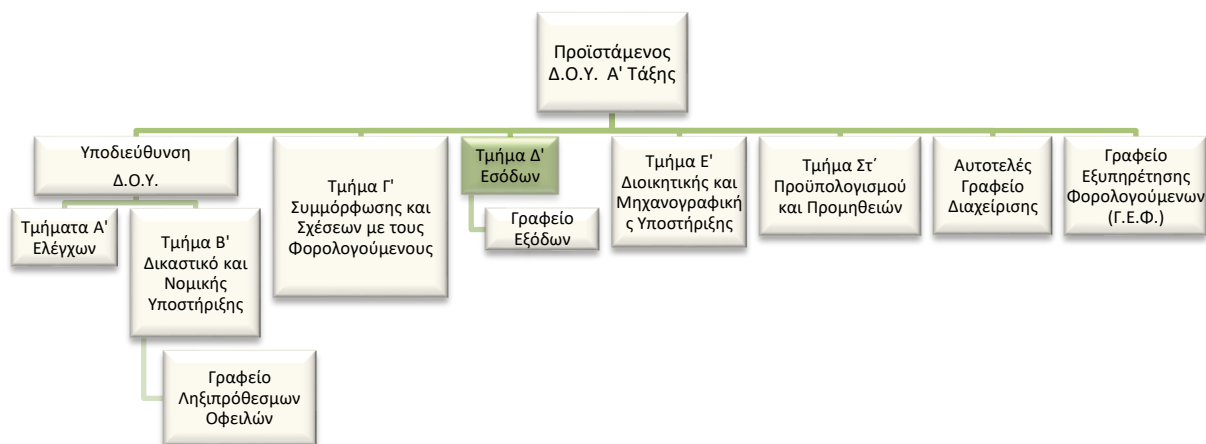 Προϊστάμενος
Δ.Ο.Υ. Α' Τάξης
Υποδιεύθυνση
Δ.Ο.Υ.
Τμήματα Α'
Ελέγχων
Τμήμα Β'
Δικαστικό και
Νομικής
Υποστήριξης
Γραφείο
Ληξιπρόθεσμων
Οφειλών
Τμήμα Γ'
Συμμόρφωσης και
Σχέσεων με τους
Φορολογούμενους
Τμήμα Δ'
Εσόδων
Γραφείο
Εξόδων
Τμήμα Ε'
Διοικητικής και
Μηχανογραφική
ς Υποστήριξης
Τμήμα Στ΄
Προϋπολογισμού
και Προμηθειών
Αυτοτελές
Γραφείο
Διαχείρισης
Γραφείο
Εξυπηρέτησης
Φορολογούμενων
(Γ.Ε.Φ.)